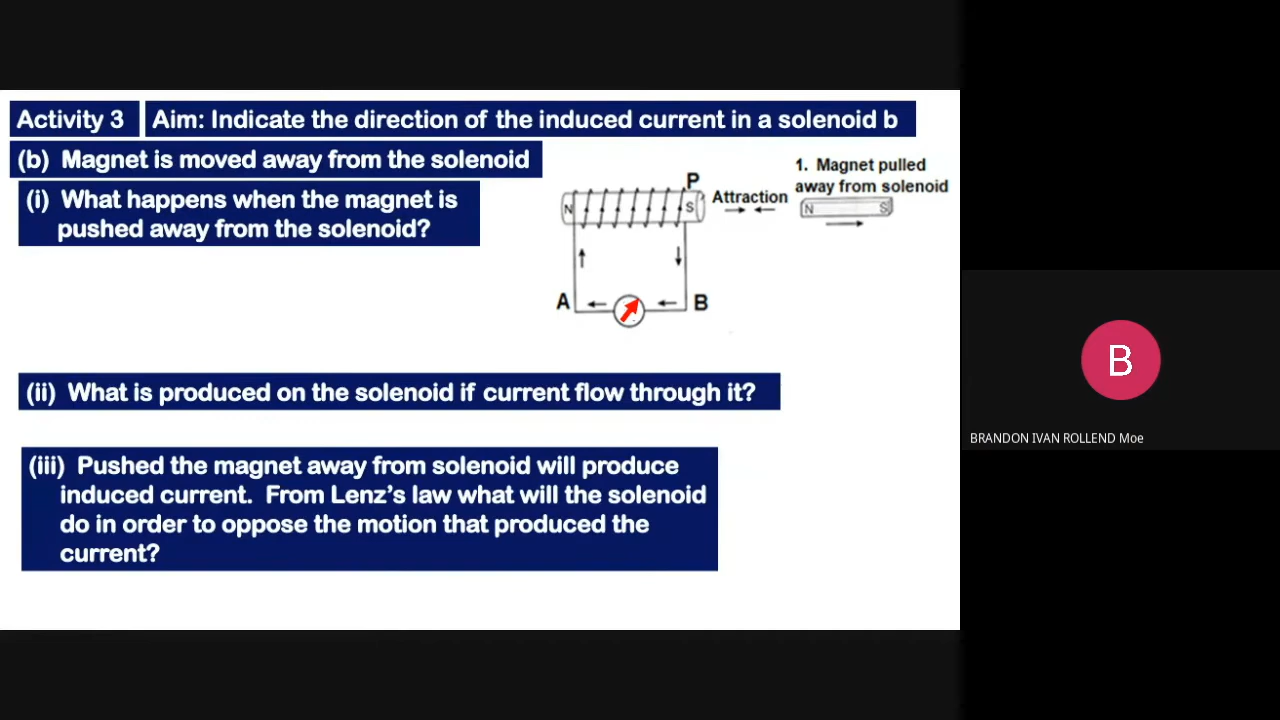 Activity 3 Aim: Indicate the direction of the induced current in a solenoid b
(b) Magnet is moved away from the solenoid
(i) What happens when the magnet is
pushed away from the solenoid?
1. Magnet pulled
away from solenoid
P
Attraction
N
S
N
S
A
B
(ii) What is produced on the solenoid if current flow through it?
(iii) Pushed the magnet away from solenoid will produce
induced current. From Lenz's law what will the solenoid
do in order to oppose the motion that produced the
current?
B
BRANDON IVAN ROLLEND Moe